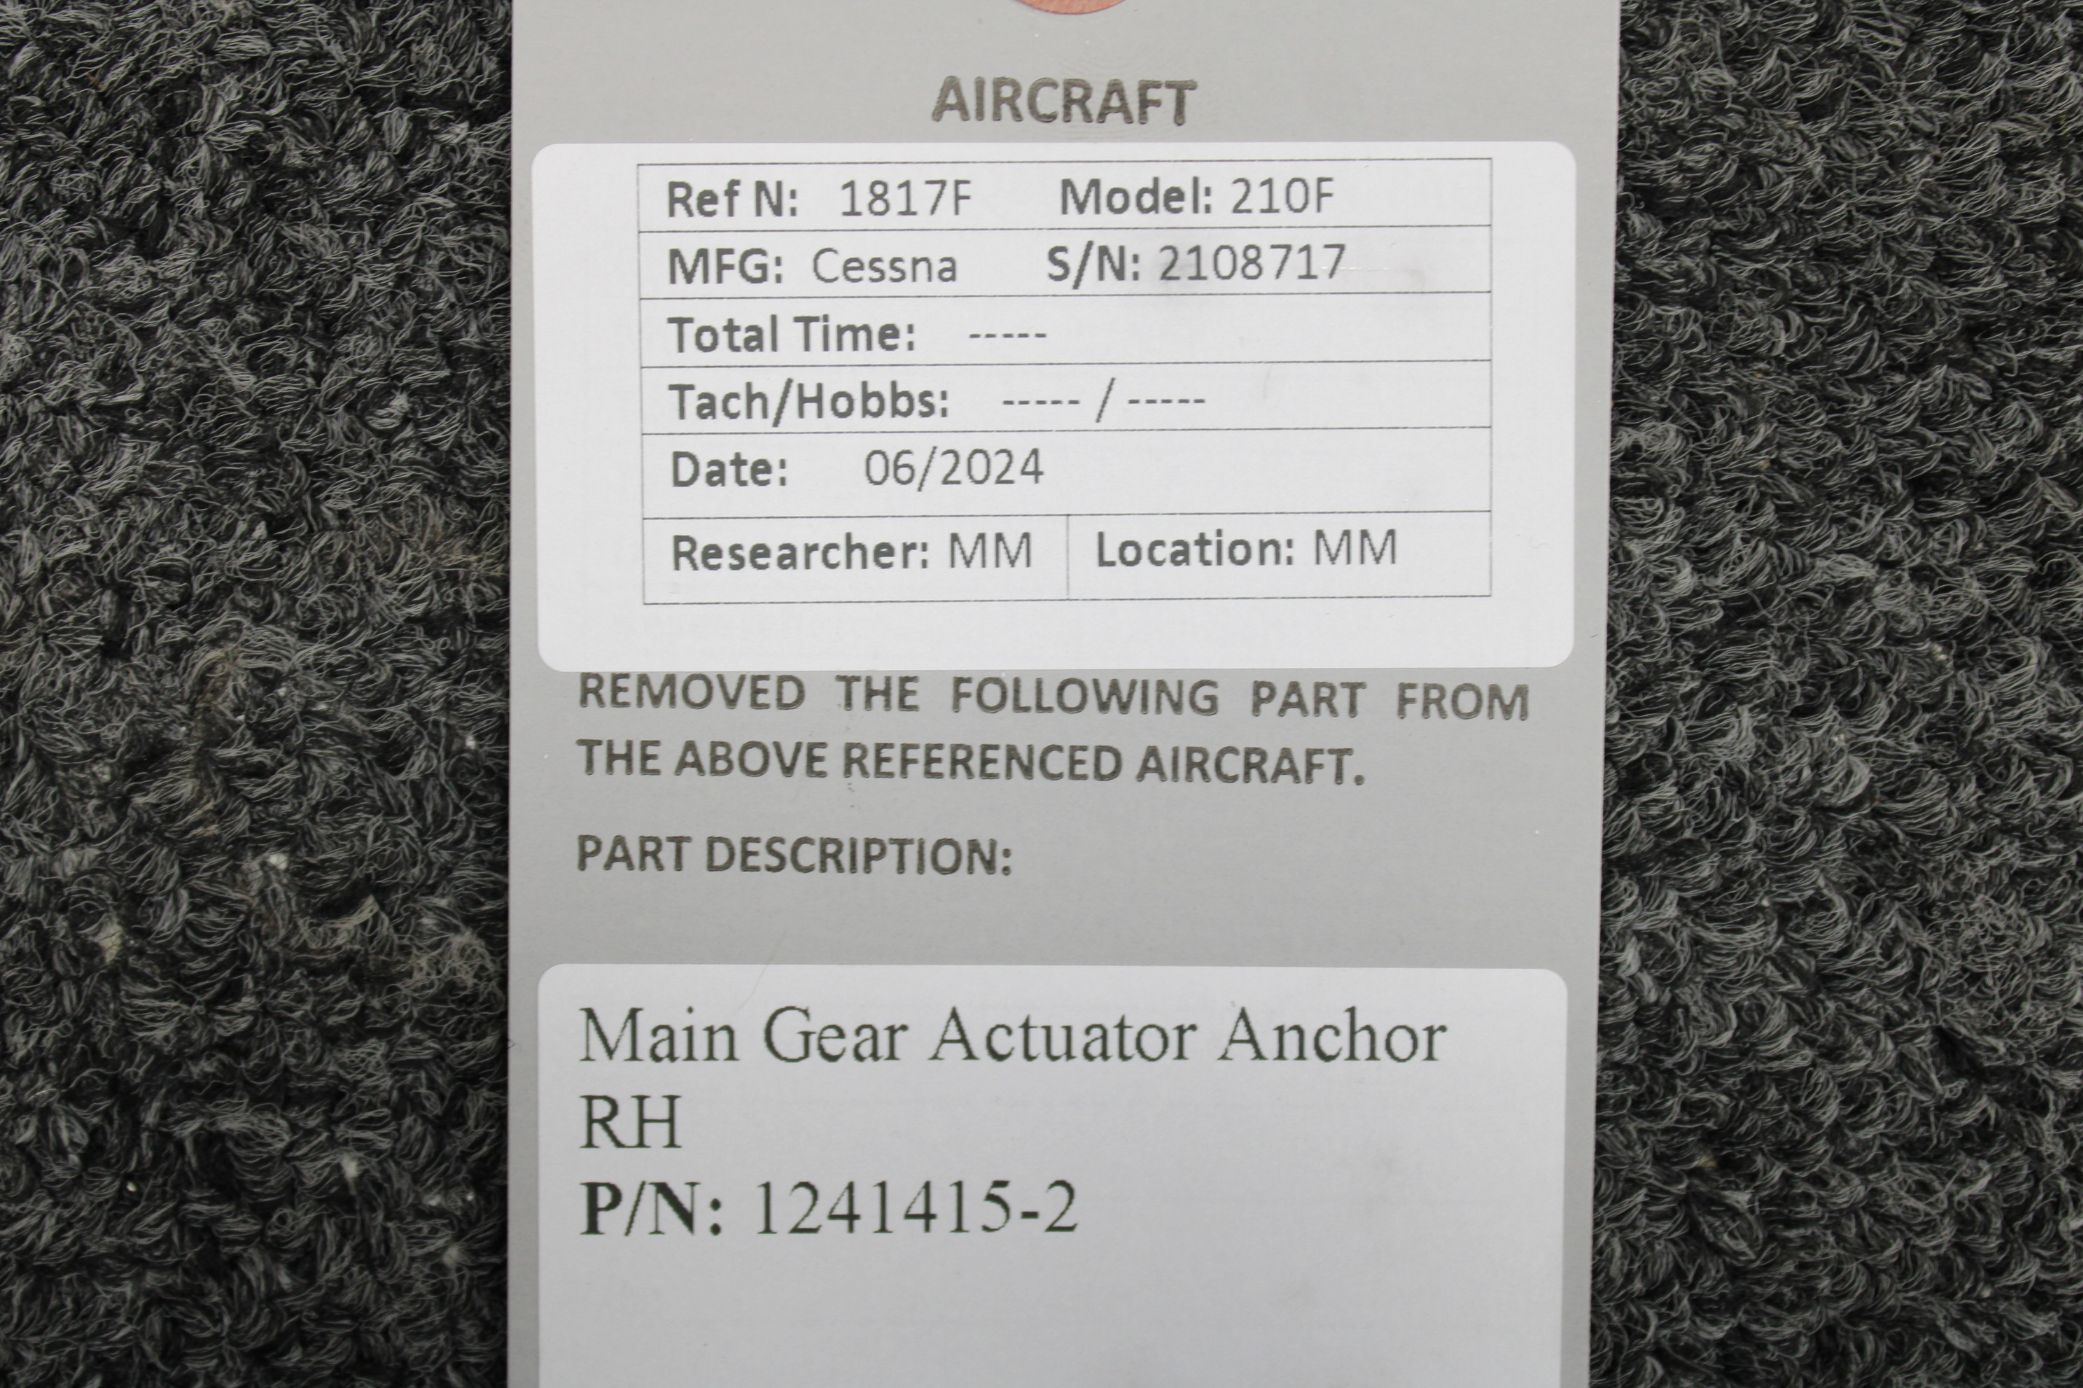 AIRCRAFT
Ref N: 1817F Model: 210F
MFG: Cessna S/N: 2108717
Total Time: -----
Tach/Hobbs: ----- / -----
Date: 06/2024
Researcher: MM Location: MM
REMOVED THE FOLLOWING PART FROM
THE ABOVE REFERENCED AIRCRAFT.
PART DESCRIPTION:
Main Gear Actuator Anchor
RH
P/N: 1241415-2